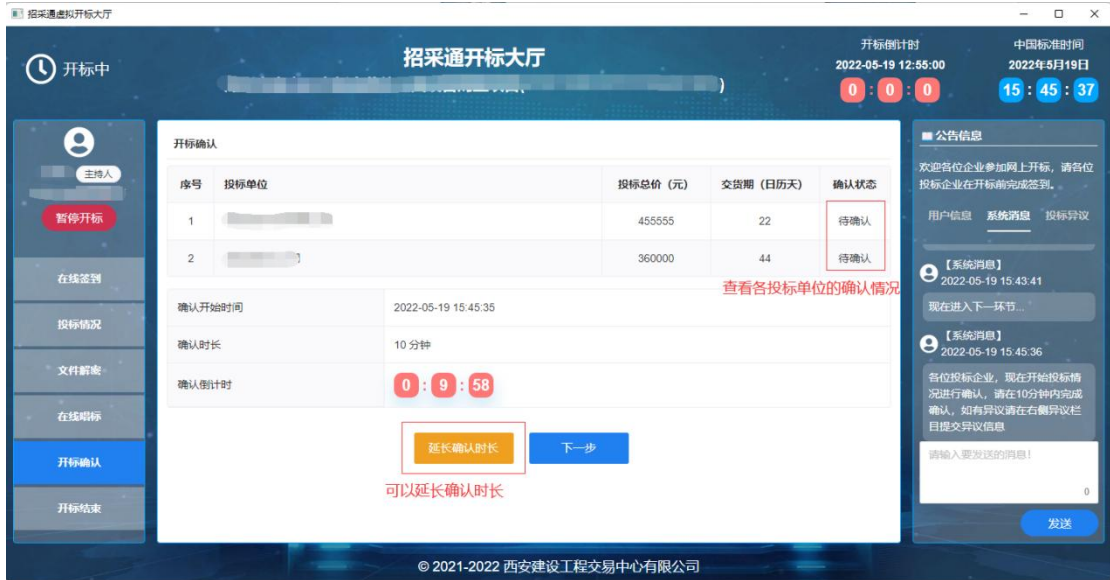 招采通虚拟开标大厅
开标中
招采通开标大厅
)
开标倒计时
2022-05-19 12:55:00
0 : 0 : 0
中国标准时间
2022年5月19日
15 : 45 : 37
主持人
暂停开标
在线签到
投标情况
文件解密
在线唱标
开标确认
开标结束
开标确认
序号 投标单位 投标总价（元） 交货期（日历天） 确认状态
1 455555 22 待确认
2 360000 44 待确认
查看各投标单位的确认情况
确认开始时间 2022-05-19 15:45:35
确认时长 10 分钟
确认倒计时 0 : 9 : 58
延长确认时长 下一步
可以延长确认时长
公告信息
欢迎各位企业参加网上开标，请各位
投标企业在开标前完成签到。
用户信息 系统消息 投标异议
【系统消息】
2022-05-19 15:43:41
现在进入下一环节...
【系统消息】
2022-05-19 15:45:36
各位投标企业，现在开始投标情
况进行确认，请在10分钟内完成
确认，如有异议请在右侧异议栏
目提交异议信息
请输入要发送的消息！
0
发送
© 2021-2022 西安建设工程交易中心有限公司